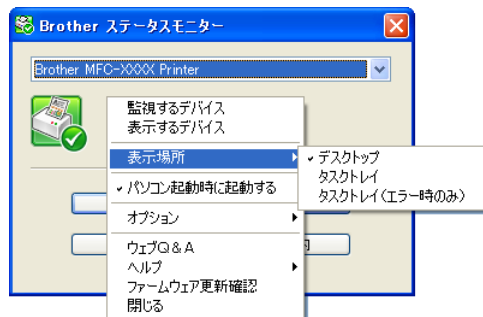 Brother ステータスモニター
Brother MFC-XXXX Printer
監視するデバイス
表示するデバイス
表示場所
デスクトップ
タスクトレイ
タスクトレイ(エラー時のみ)
パソコン起動時に起動する
オプション
ウェブQ&A
ヘルプ
ファームウェア更新確認
閉じる